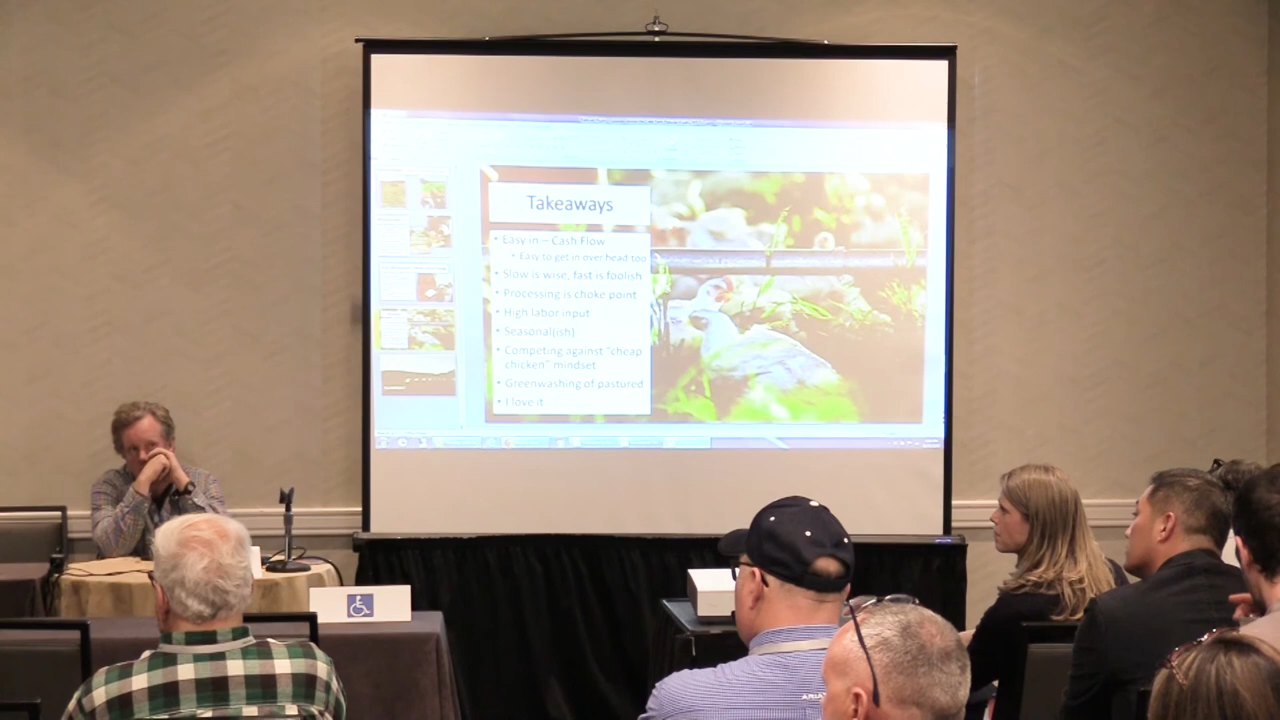 Takeaways
• Easy in – Cash Flow
• Easy to get in over head too
• Slow is wise, fast is foolish
• Processing is choke point
• High labor input
• Seasonal(ish)
• Competing against "cheap
chicken" mindset
• Greenwashing of pastured
• I love it